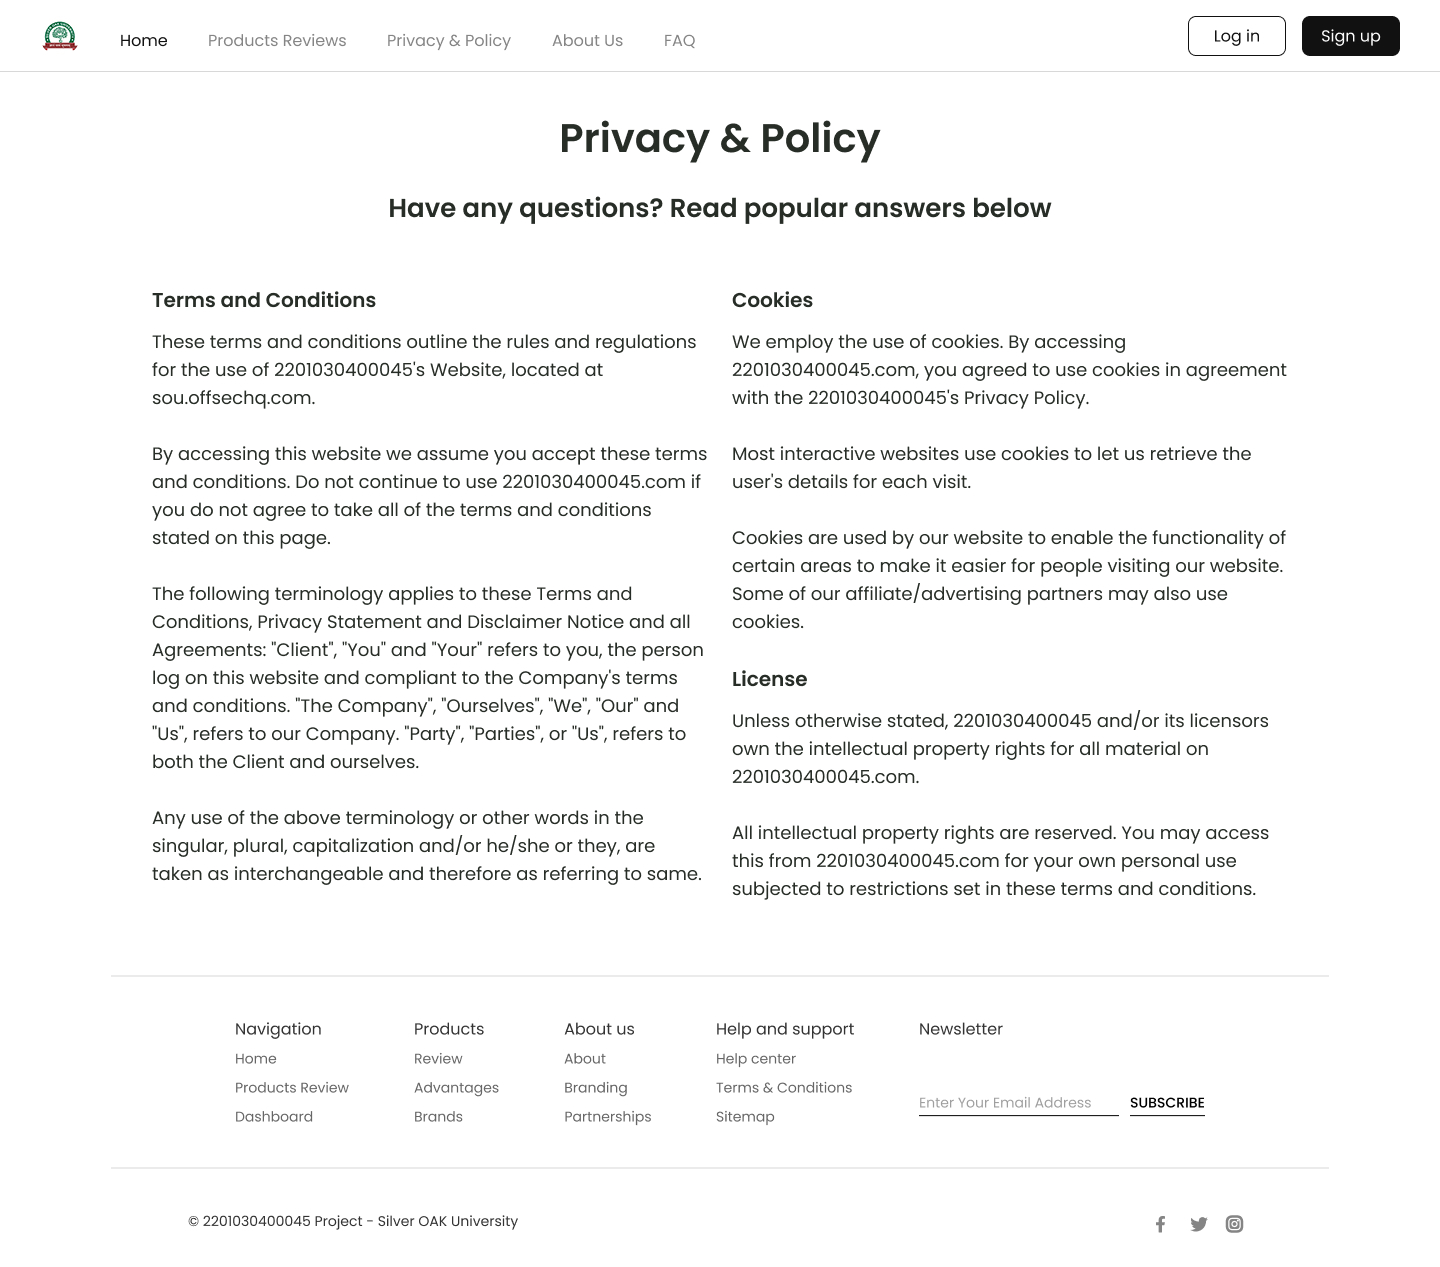 Home
Products Reviews
Privacy & Policy
About Us
FAQ
Log in
Sign up
Privacy & Policy
Have any questions? Read popular answers below
Terms and Conditions
These terms and conditions outline the rules and regulations
for the use of 2201030400045's Website, located at
sou.offsechq.com.
By accessing this website we assume you accept these terms
and conditions. Do not continue to use 2201030400045.com if
you do not agree to take all of the terms and conditions
stated on this page.
The following terminology applies to these Terms and
Conditions, Privacy Statement and Disclaimer Notice and all
Agreements: "Client", "You" and "Your" refers to you, the person
log on this website and compliant to the Company's terms
and conditions. "The Company", "Ourselves", "We", "Our" and
"Us", refers to our Company. "Party", "Parties", or "Us", refers to
both the Client and ourselves.
Any use of the above terminology or other words in the
singular, plural, capitalization and/or he/she or they, are
taken as interchangeable and therefore as referring to same.
Cookies
We employ the use of cookies. By accessing
2201030400045.com, you agreed to use cookies in agreement
with the 2201030400045's Privacy Policy.
Most interactive websites use cookies to let us retrieve the
user's details for each visit.
Cookies are used by our website to enable the functionality of
certain areas to make it easier for people visiting our website.
Some of our affiliate/advertising partners may also use
cookies.
License
Unless otherwise stated, 2201030400045 and/or its licensors
own the intellectual property rights for all material on
2201030400045.com.
All intellectual property rights are reserved. You may access
this from 2201030400045.com for your own personal use
subjected to restrictions set in these terms and conditions.
Navigation
Home
Products Review
Dashboard
Products
Review
Advantages
Brands
About us
About
Branding
Partnerships
Help and support
Help center
Terms & Conditions
Sitemap
Newsletter
Enter Your Email Address
SUBSCRIBE
© 2201030400045 Project - Silver OAK University